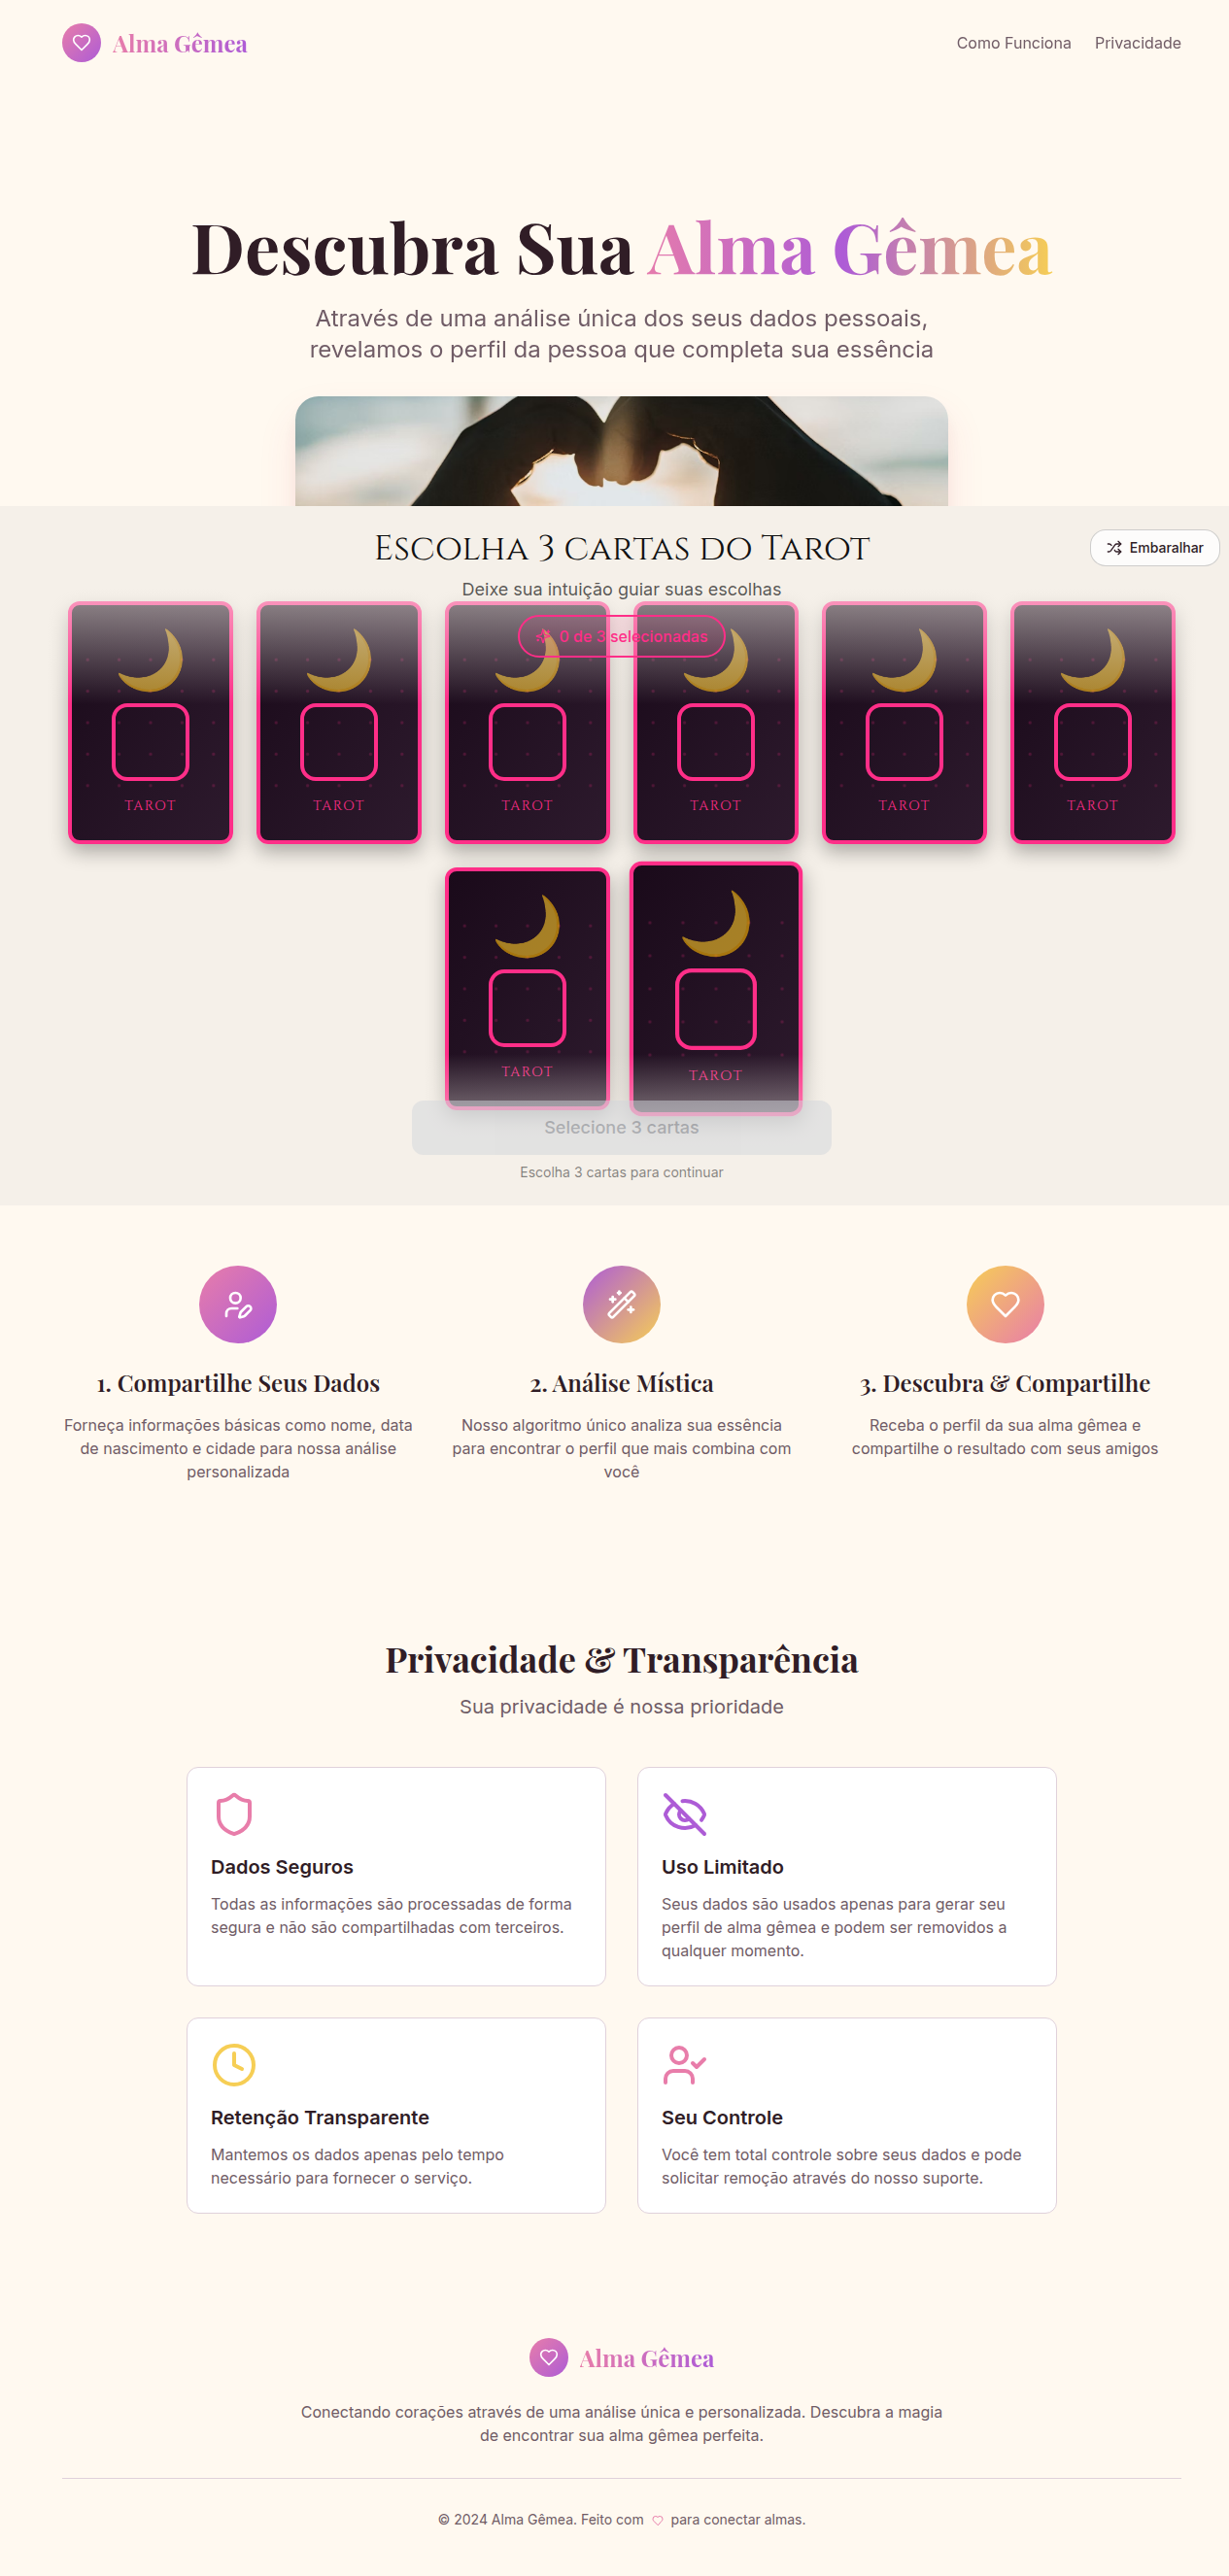 Alma Gêmea
Como Funciona
Privacidade
Descubra Sua Alma Gêmea
Através de uma análise única dos seus dados pessoais,
revelamos o perfil da pessoa que completa sua essência
Escolha 3 cartas do Tarot
Embaralhar
Deixe sua intuição guiar suas escolhas
0 de 3 selecionadas
TAROT
TAROT
TAROT
TAROT
TAROT
TAROT
TAROT
TAROT
Selecione 3 cartas
Escolha 3 cartas para continuar
1. Compartilhe Seus Dados
Forneça informações básicas como nome, data
de nascimento e cidade para nossa análise
personalizada
2. Análise Mística
Nosso algoritmo único analiza sua essência
para encontrar o perfil que mais combina com
você
3. Descubra & Compartilhe
Receba o perfil da sua alma gêmea e
compartilhe o resultado com seus amigos
Privacidade & Transparência
Sua privacidade é nossa prioridade
Dados Seguros
Todas as informações são processadas de forma
segura e não são compartilhadas com terceiros.
Uso Limitado
Seus dados são usados apenas para gerar seu
perfil de alma gêmea e podem ser removidos a
qualquer momento.
Retenção Transparente
Mantemos os dados apenas pelo tempo
necessário para fornecer o serviço.
Seu Controle
Você tem total controle sobre seus dados e pode
solicitar remoção através do nosso suporte.
Alma Gêmea
Conectando corações através de uma análise única e personalizada. Descubra a magia
de encontrar sua alma gêmea perfeita.
© 2024 Alma Gêmea. Feito com ♡ para conectar almas.